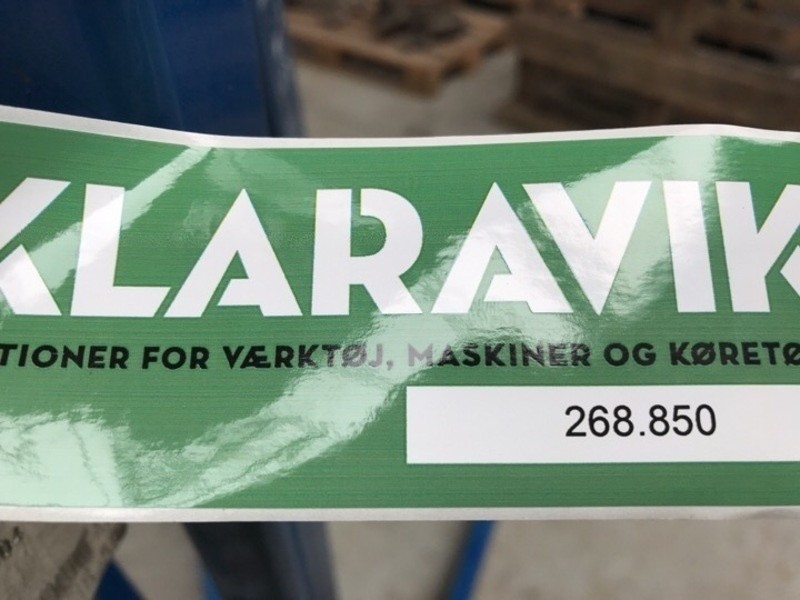 KLARAVIK
TIONER FOR VÆRKTØJ, MASKINER OG KØRETØ
268.850